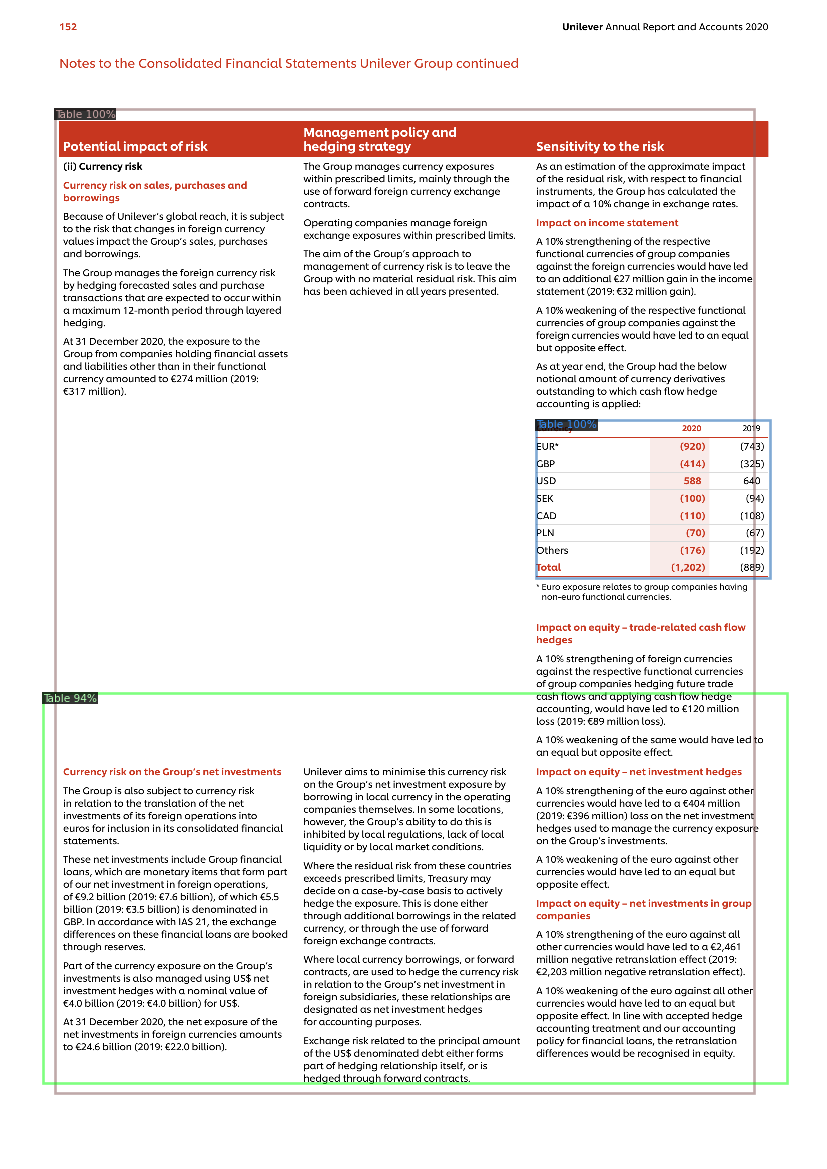 152
Unilever Annual Report and Accounts 2020
Notes to the Consolidated Financial Statements Unilever Group continued
Table 100%
Potential impact of risk
Management policy and
hedging strategy
Sensitivity to the risk
(ii) Currency risk
Currency risk on sales, purchases and
borrowings
Because of Unilever's global reach, it is subject
to the risk that changes in foreign currency
values impact the Group's sales, purchases
and borrowings.
The Group manages the foreign currency risk
by hedging forecasted sales and purchase
transactions that are expected to occur within
a maximum 12-month period through layered
hedging.
At 31 December 2020, the exposure to the
Group from companies holding financial assets
and liabilities other than in their functional
currency amounted to €274 million (2019:
€317 million).
The Group manages currency exposures
within prescribed limits, mainly through the
use of forward foreign currency exchange
contracts.
Operating companies manage foreign
exchange exposures within prescribed limits.
The aim of the Group's approach to
management of currency risk is to leave the
Group with no material residual risk. This aim
has been achieved in all years presented.
As an estimation of the approximate impact
of the residual risk, with respect to financial
instruments, the Group has calculated the
impact of a 10% change in exchange rates.
Impact on income statement
A 10% strengthening of the respective
functional currencies of group companies
against the foreign currencies would have led
to an additional €27 million gain in the income
statement (2019: €32 million gain).
A 10% weakening of the respective functional
currencies of group companies against the
foreign currencies would have led to an equal
but opposite effect.
As at year end, the Group had the below
notional amount of currency derivatives
outstanding to which cash flow hedge
accounting is applied:
Table 100%
2020 2019
EUR* (920) (743)
GBP (414) (325)
USD 588 640
SEK (100) (94)
CAD (110) (108)
PLN (70) (67)
Others (176) (192)
Total (1,202) (889)
* Euro exposure relates to group companies having
non-euro functional currencies.
Impact on equity – trade-related cash flow
hedges
A 10% strengthening of foreign currencies
against the respective functional currencies
of group companies hedging future trade
cash flows and applying cash flow hedge
accounting, would have led to €120 million
loss (2019: €89 million loss).
A 10% weakening of the same would have led to
an equal but opposite effect.
Table 94%
Currency risk on the Group's net investments
The Group is also subject to currency risk
in relation to the translation of the net
investments of its foreign operations into
euros for inclusion in its consolidated financial
statements.
These net investments include Group financial
loans, which are monetary items that form part
of our net investment in foreign operations,
of €9.2 billion (2019: €7.6 billion), of which €5.5
billion (2019: €3.5 billion) is denominated in
GBP. In accordance with IAS 21, the exchange
differences on these financial loans are booked
through reserves.
Part of the currency exposure on the Group's
investments is also managed using US$ net
investment hedges with a nominal value of
€4.0 billion (2019: €4.0 billion) for US$.
At 31 December 2020, the net exposure of the
net investments in foreign currencies amounts
to €24.6 billion (2019: €22.0 billion).
Unilever aims to minimise this currency risk
on the Group's net investment exposure by
borrowing in local currency in the operating
companies themselves. In some locations,
however, the Group's ability to do this is
inhibited by local regulations, lack of local
liquidity or by local market conditions.
Where the residual risk from these countries
exceeds prescribed limits, Treasury may
decide on a case-by-case basis to actively
hedge the exposure. This is done either
through additional borrowings in the related
currency, or through the use of forward
foreign exchange contracts.
Where local currency borrowings, or forward
contracts, are used to hedge the currency risk
in relation to the Group's net investment in
foreign subsidiaries, these relationships are
designated as net investment hedges
for accounting purposes.
Exchange risk related to the principal amount
of the US$ denominated debt either forms
part of hedging relationship itself, or is
hedged through forward contracts.
Impact on equity – net investment hedges
A 10% strengthening of the euro against other
currencies would have led to a €404 million
(2019: €396 million) loss on the net investment
hedges used to manage the currency exposure
on the Group's investments.
A 10% weakening of the euro against other
currencies would have led to an equal but
opposite effect.
Impact on equity – net investments in group
companies
A 10% strengthening of the euro against all
other currencies would have led to a €2,461
million negative retranslation effect (2019:
€2,203 million negative retranslation effect).
A 10% weakening of the euro against all other
currencies would have led to an equal but
opposite effect. In line with accepted hedge
accounting treatment and our accounting
policy for financial loans, the retranslation
differences would be recognised in equity.